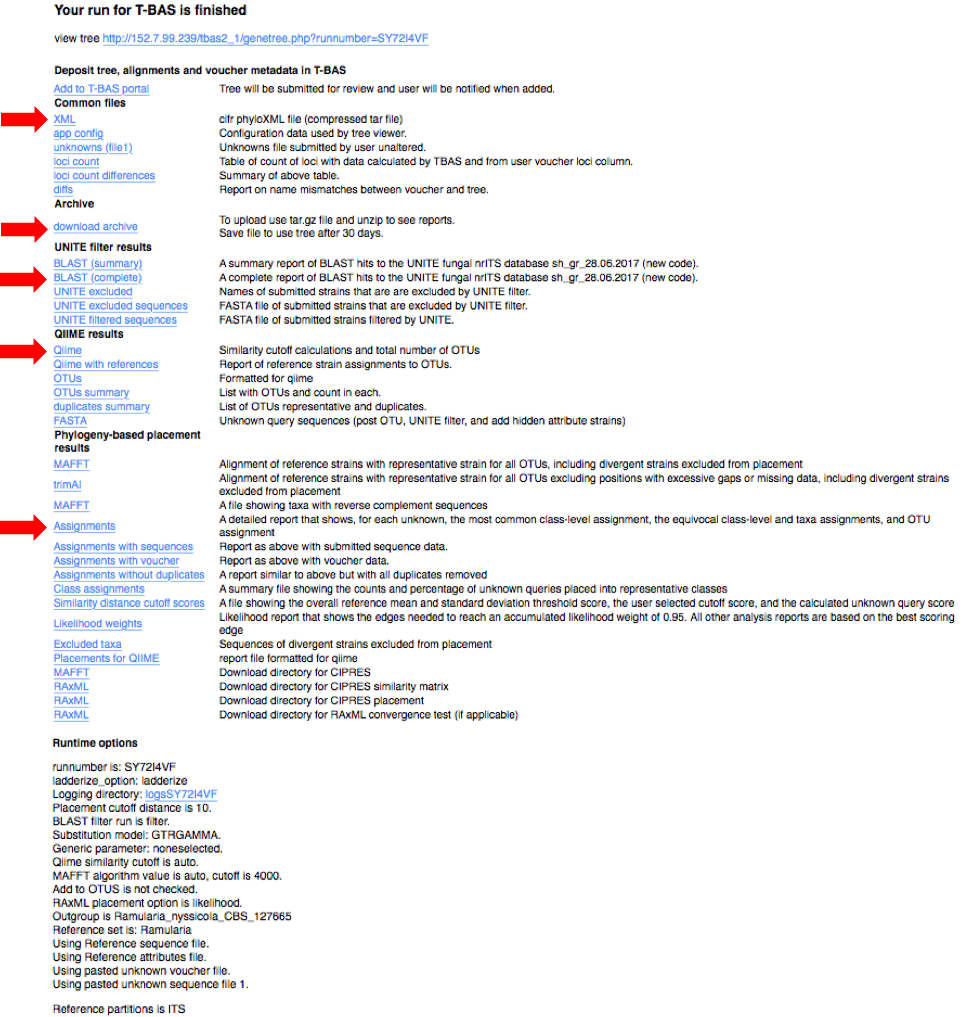 Your run for T-BAS is finished
view tree http://152.7.99.239/tbas2_1/genetree.php?runnumber=SY72I4VF
Deposit tree, alignments and voucher metadata in T-BAS
Add to T-BAS portal Tree will be submitted for review and user will be notified when added.
Common files
XML cifr phyloXML file (compressed tar file)
app config Configuration data used by tree viewer.
unknowns (file1) Unknowns file submitted by user unaltered.
loci count Table of count of loci with data calculated by TBAS and from user voucher loci column.
loci count differences Summary of above table.
diffs Report on name mismatches between voucher and tree.
Archive
download archive To upload use tar.gz file and unzip to see reports.
Save file to use tree after 30 days.
UNITE filter results
BLAST (summary) A summary report of BLAST hits to the UNITE fungal nrITS database sh_gr_28.06.2017 (new code).
BLAST (complete) A complete report of BLAST hits to the UNITE fungal nrITS database sh_gr_28.06.2017 (new code).
UNITE excluded Names of submitted strains that are are excluded by UNITE filter.
UNITE excluded sequences FASTA file of submitted strains that are excluded by UNITE filter.
UNITE filtered sequences FASTA file of submitted strains filtered by UNITE.
QIIME results
Qiime Similarity cutoff calculations and total number of OTUs
Qiime with references Report of reference strain assignments to OTUs.
OTUs Formatted for qiime
OTUs summary List with OTUs and count in each.
duplicates summary List of OTUs representative and duplicates.
FASTA Unknown query sequences (post OTU, UNITE filter, and add hidden attribute strains)
Phylogeny-based placement
results
MAFFT Alignment of reference strains with representative strain for all OTUs, including divergent strains excluded from placement
trimAl Alignment of reference strains with representative strain for all OTUs excluding positions with excessive gaps or missing data, including divergent strains
excluded from placement
MAFFT A file showing taxa with reverse complement sequences
Assignments A detailed report that shows, for each unknown, the most common class-level assignment, the equivocal class-level and taxa assignments, and OTU
assignment
Assignments with sequences Report as above with submitted sequence data.
Assignments with voucher Report as above with voucher data.
Assignments without duplicates A report similar to above but with all duplicates removed
Class assignments A summary file showing the counts and percentage of unknown queries placed into representative classes
Similarity distance cutoff scores A file showing the overall reference mean and standard deviation threshold score, the user selected cutoff score, and the calculated unknown query score
Likelihood weights Likelihood report that shows the edges needed to reach an accumulated likelihood weight of 0.95. All other analysis reports are based on the best scoring
edge
Excluded taxa Sequences of divergent strains excluded from placement
Placements for QIIME report file formatted for qiime
MAFFT Download directory for CIPRES
RAxML Download directory for CIPRES similarity matrix
RAxML Download directory for CIPRES placement
RAxML Download directory for RAxML convergence test (if applicable)
Runtime options
runnumber is: SY72I4VF
ladderize_option: ladderize
Logging directory: logsSY72I4VF
Placement cutoff distance is 10.
BLAST filter run is filter.
Substitution model: GTRGAMMA.
Generic parameter: noneselected.
Qiime similarity cutoff is auto.
MAFFT algorithm value is auto, cutoff is 4000.
Add to OTUS is not checked.
RAxML placement option is likelihood.
Outgroup is Ramularia_nyssicola_CBS_127665
Reference set is: Ramularia
Using Reference sequence file.
Using Reference attributes file.
Using pasted unknown voucher file.
Using pasted unknown sequence file 1.
Reference partitions is ITS